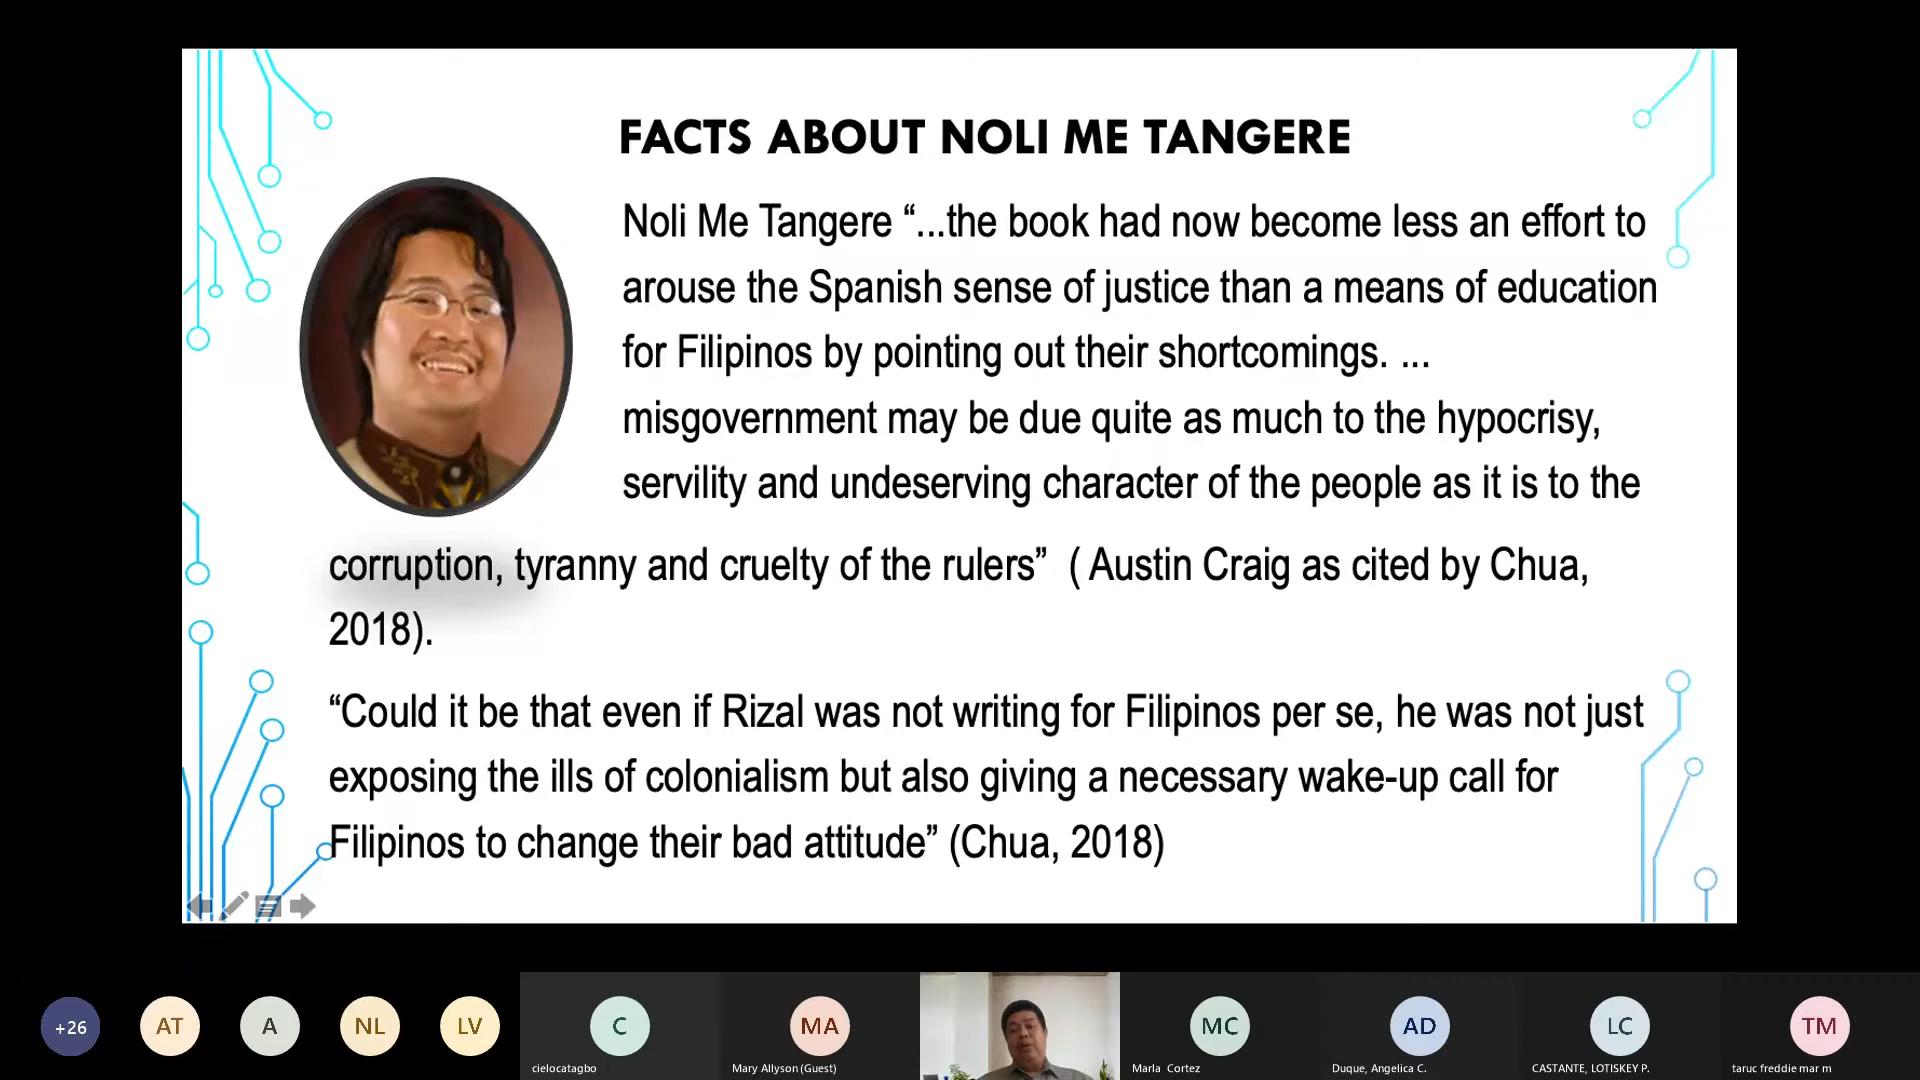 FACTS ABOUT NOLI ME TANGERE
Noli Me Tangere “...the book had now become less an effort to
arouse the Spanish sense of justice than a means of education
for Filipinos by pointing out their shortcomings. ...
misgovernment may be due quite as much to the hypocrisy,
servility and undeserving character of the people as it is to the
corruption, tyranny and cruelty of the rulers” ( Austin Craig as cited by Chua,
2018).
“Could it be that even if Rizal was not writing for Filipinos per se, he was not just
exposing the ills of colonialism but also giving a necessary wake-up call for
Filipinos to change their bad attitude” (Chua, 2018)
+26 AT A NL LV C MA MC AD LC TM
cielocatagbo Mary Allyson (Guest) Marla Cortez Duque, Angelica C. CASTANTE, LOTISKEY P. taruc freddie mar m